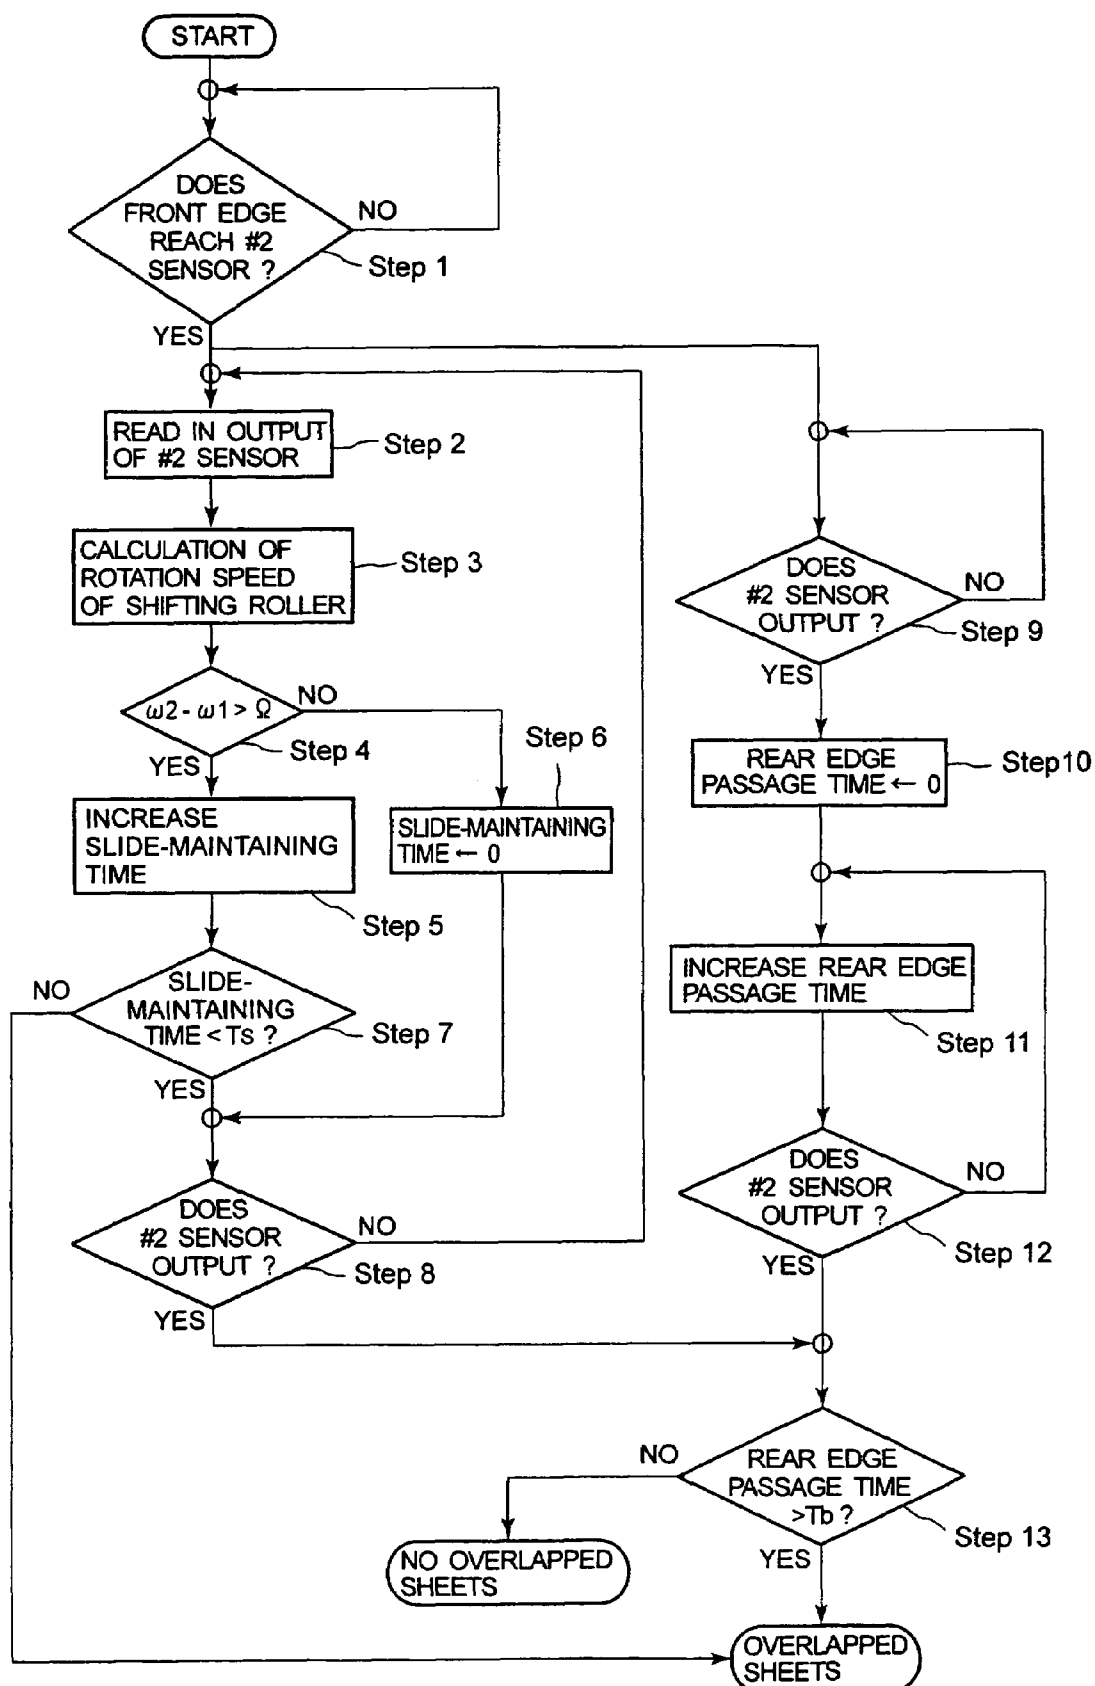 START
DOES
FRONT EDGE
REACH #2
SENSOR ?
NO
Step 1
YES
READ IN OUTPUT
OF #2 SENSOR
Step 2
CALCULATION OF
ROTATION SPEED
OF SHIFTING ROLLER
Step 3
ω2 - ω1 > Ω
NO
Step 4
YES
INCREASE
SLIDE-MAINTAINING
TIME
Step 5
Step 6
SLIDE-MAINTAINING
TIME ← 0
SLIDE-
MAINTAINING
TIME < Ts ?
NO
Step 7
YES
DOES
#2 SENSOR
OUTPUT ?
NO
Step 8
YES
DOES
#2 SENSOR
OUTPUT ?
NO
Step 9
YES
REAR EDGE
PASSAGE TIME ← 0
Step10
INCREASE REAR EDGE
PASSAGE TIME
Step 11
DOES
#2 SENSOR
OUTPUT ?
NO
Step 12
YES
REAR EDGE
PASSAGE TIME
>Tb ?
NO
Step 13
YES
NO OVERLAPPED
SHEETS
OVERLAPPED
SHEETS